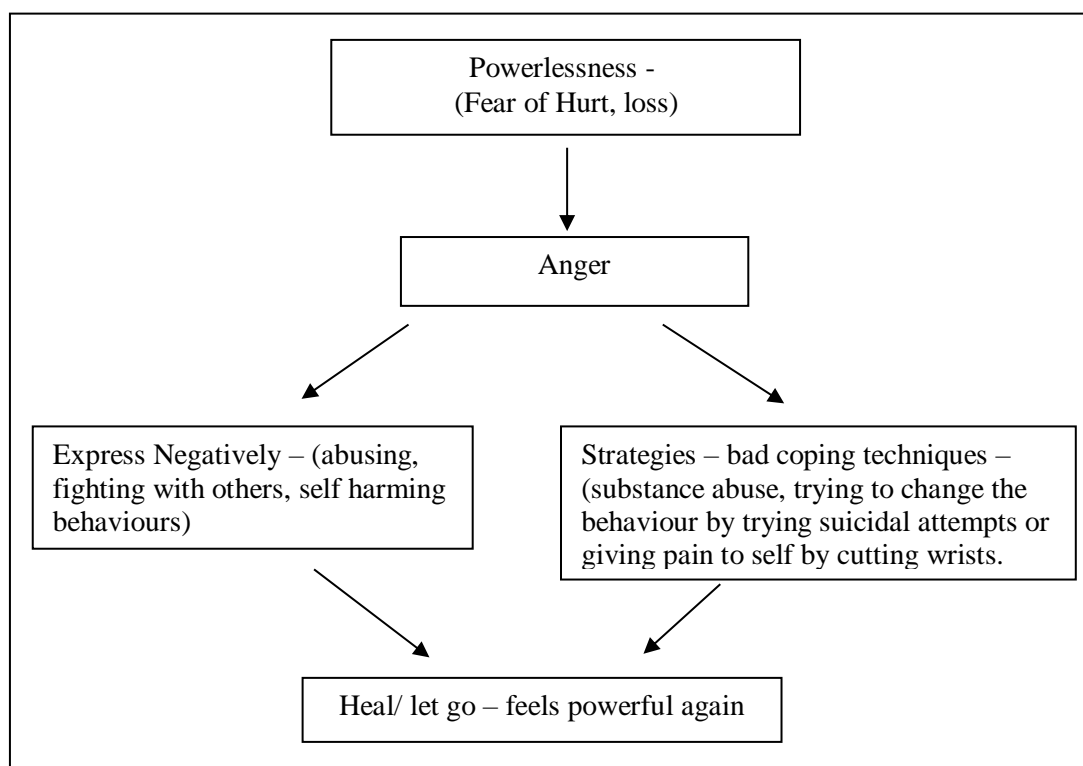 Powerlessness -
(Fear of Hurt, loss)
Anger
Express Negatively – (abusing,
fighting with others, self harming
behaviours)
Strategies – bad coping techniques –
(substance abuse, trying to change the
behaviour by trying suicidal attempts or
giving pain to self by cutting wrists.
Heal/ let go – feels powerful again